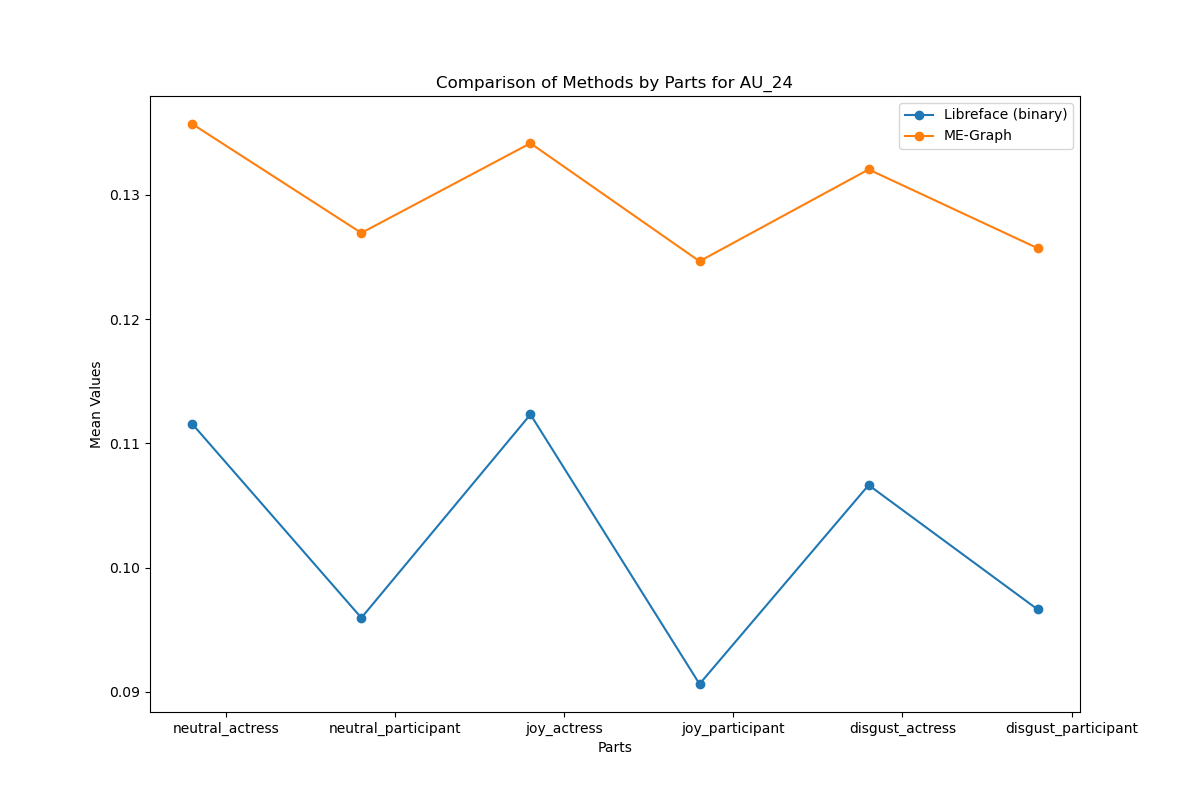 Comparison of Methods by Parts for AU_24
Libreface (binary)
ME-Graph
0.13
0.12
0.11
0.10
0.09
Mean Values
neutral_actress neutral_participant joy_actress joy_participant disgust_actress disgust_participant
Parts